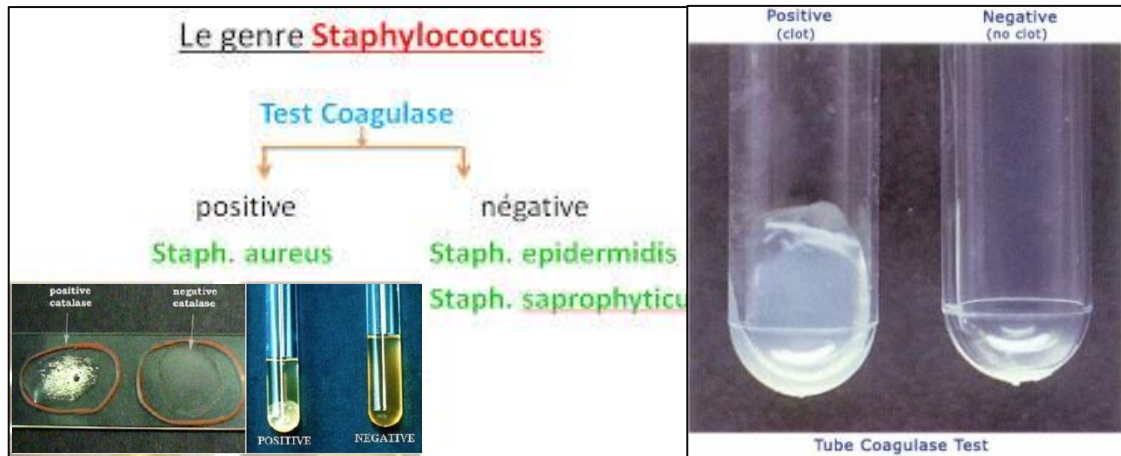 Le genre Staphylococcus
Test Coagulase
positive
négative
Staph. aureus
Staph. epidermidis
Staph. saprophyticu
positive
catalase
negative
catalase
POSITIVE
NEGATIVE
Positive
(clot)
Negative
(no clot)
Tube Coagulase Test